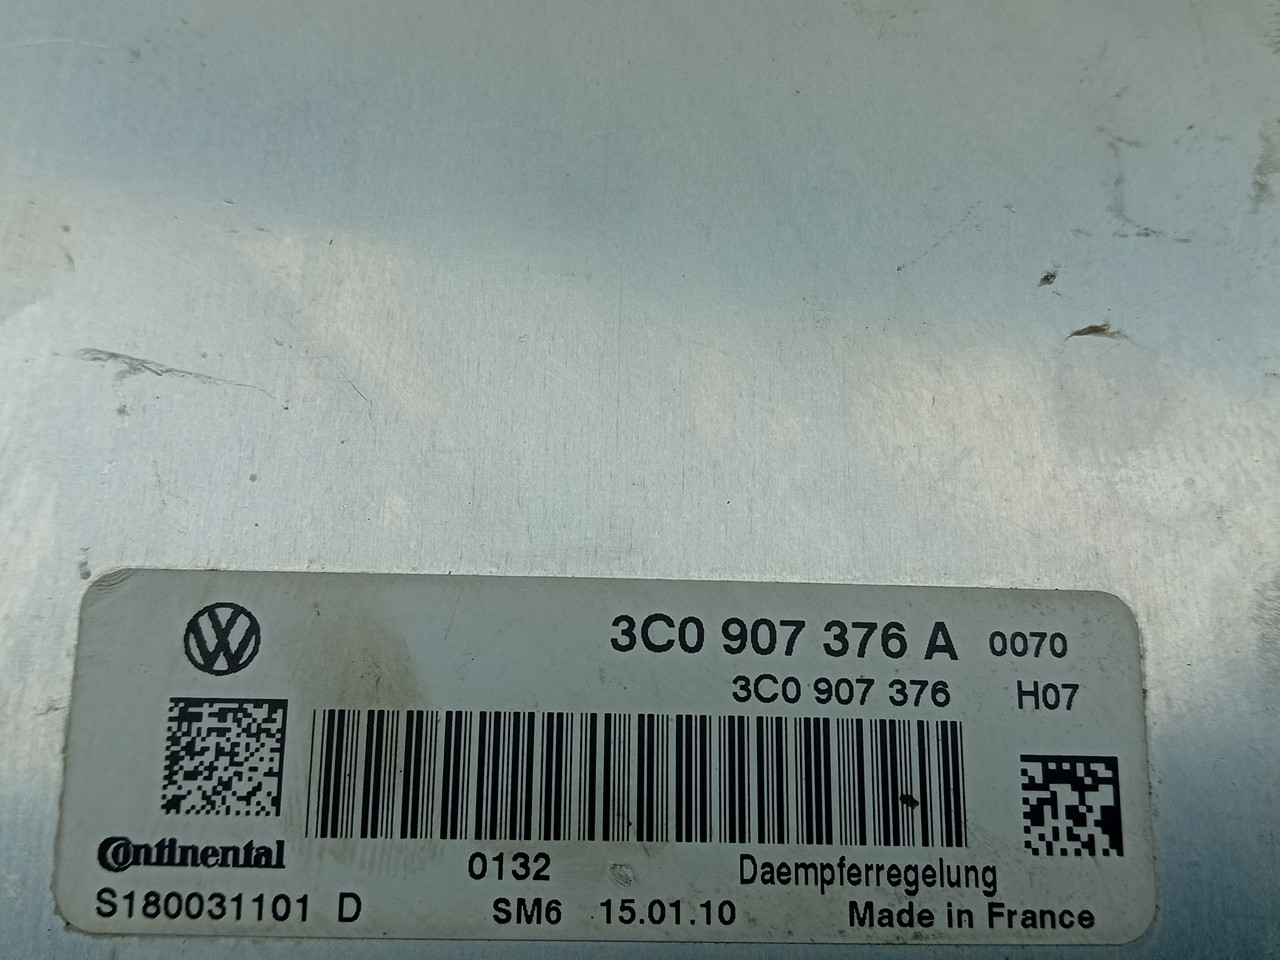 3C0 907 376 A 0070
3C0 907 376 H07
Continental 0132 Daempferregelung
S180031101 D SM6 15.01.10 Made in France